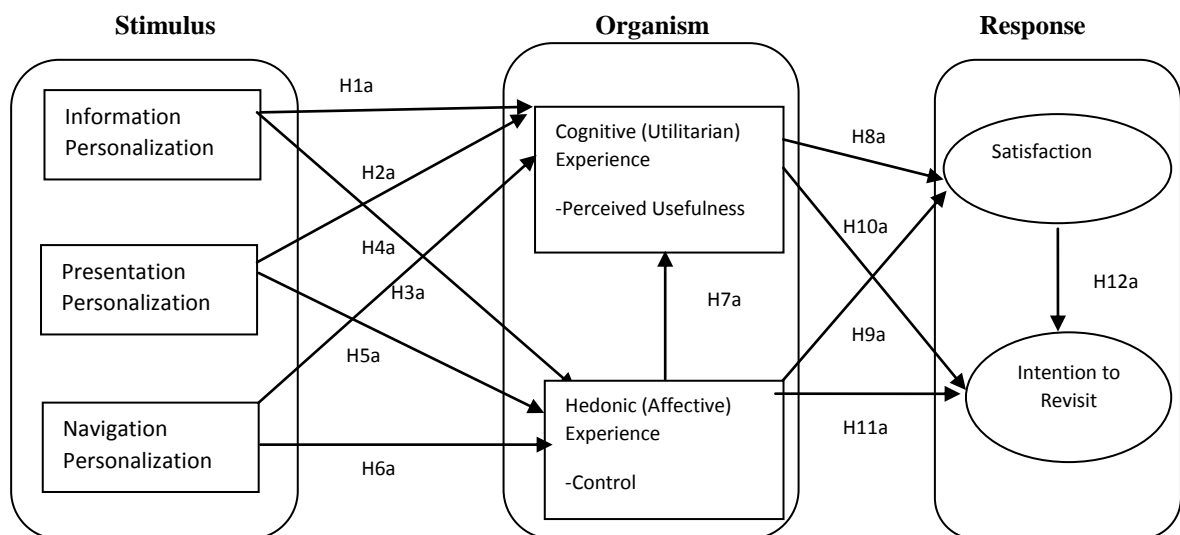 Stimulus
Organism
Response
Information
Personalization
Presentation
Personalization
Navigation
Personalization
H1a
H2a
H4a
H3a
H5a
H6a
Cognitive (Utilitarian)
Experience
-Perceived Usefulness
H7a
Hedonic (Affective)
Experience
-Control
H8a
H10a
H9a
H11a
Satisfaction
H12a
Intention to
Revisit